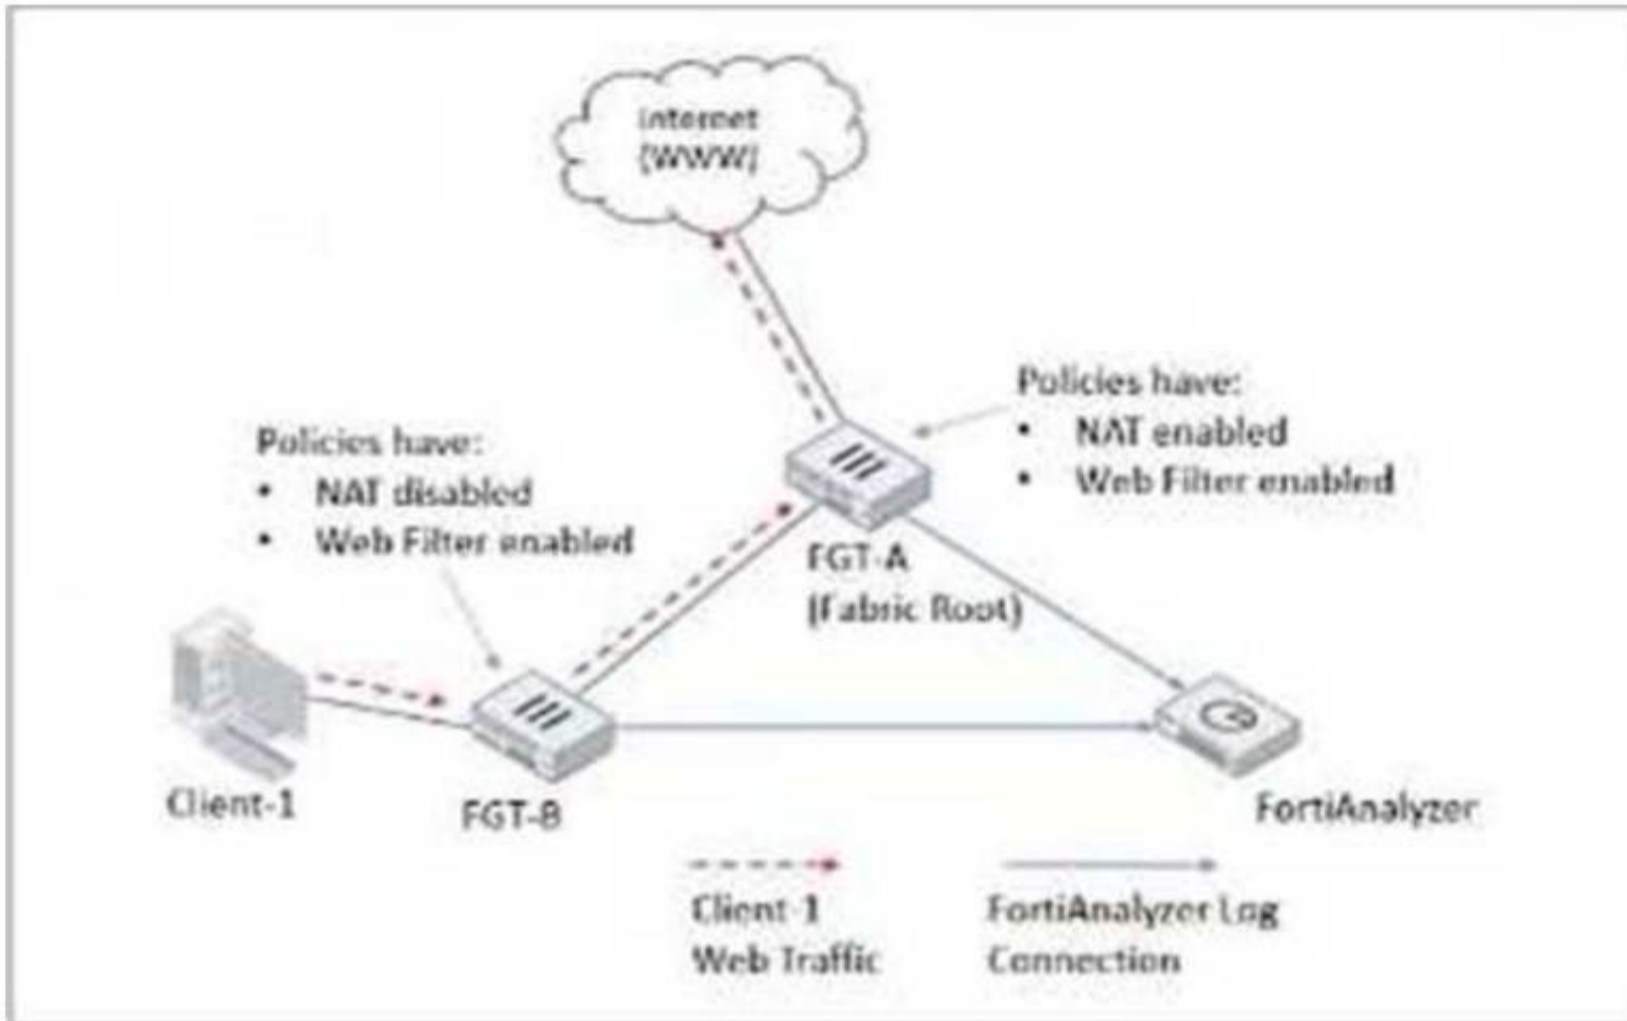 Internet
(WWW)
Policies have:
• NAT enabled
• Web Filter enabled
Policies have:
• NAT disabled
• Web Filter enabled
FGT-A
(Fabric Root)
Client-1
FGT-B
FortiAnalyzer
Client-1
Web Traffic
FortiAnalyzer Log
Connection